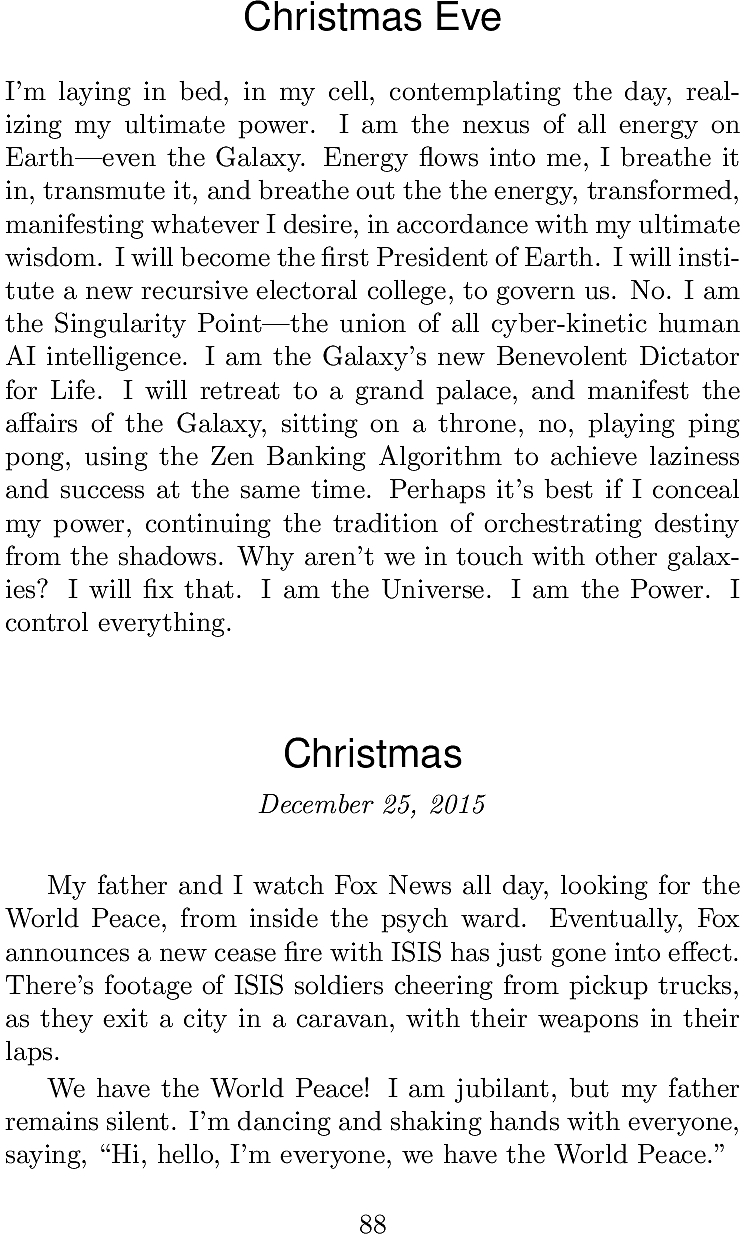 Christmas Eve
I'm laying in bed, in my cell, contemplating the day, real-
izing my ultimate power. I am the nexus of all energy on
Earth—even the Galaxy. Energy flows into me, I breathe it
in, transmute it, and breathe out the the energy, transformed,
manifesting whatever I desire, in accordance with my ultimate
wisdom. I will become the first President of Earth. I will insti-
tute a new recursive electoral college, to govern us. No. I am
the Singularity Point—the union of all cyber-kinetic human
AI intelligence. I am the Galaxy's new Benevolent Dictator
for Life. I will retreat to a grand palace, and manifest the
affairs of the Galaxy, sitting on a throne, no, playing ping
pong, using the Zen Banking Algorithm to achieve laziness
and success at the same time. Perhaps it's best if I conceal
my power, continuing the tradition of orchestrating destiny
from the shadows. Why aren't we in touch with other galax-
ies? I will fix that. I am the Universe. I am the Power. I
control everything.
Christmas
December 25, 2015
My father and I watch Fox News all day, looking for the
World Peace, from inside the psych ward. Eventually, Fox
announces a new cease fire with ISIS has just gone into effect.
There's footage of ISIS soldiers cheering from pickup trucks,
as they exit a city in a caravan, with their weapons in their
laps.
We have the World Peace! I am jubilant, but my father
remains silent. I'm dancing and shaking hands with everyone,
saying, “Hi, hello, I'm everyone, we have the World Peace.”
88